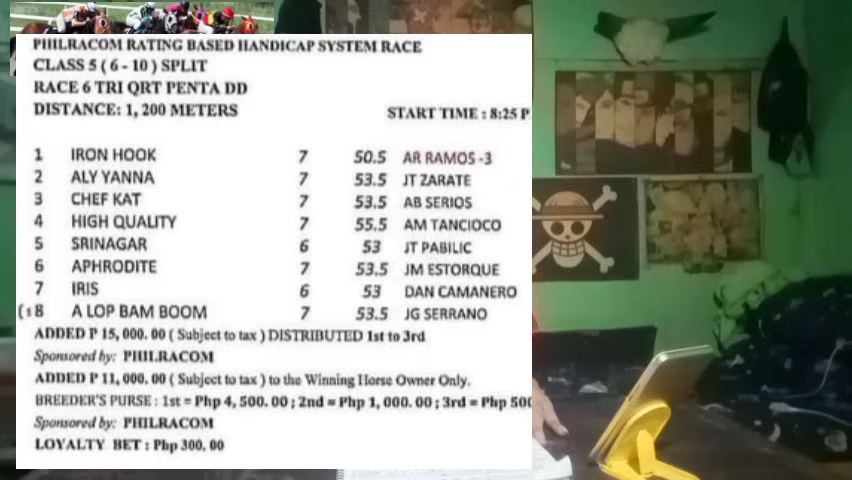 PHILRACOM RATING BASED HANDICAP SYSTEM RACE
CLASS 5 ( 6 - 10 ) SPLIT
RACE 6 TRI QRT PENTA DD
DISTANCE: 1, 200 METERS START TIME : 8:25 P
1 IRON HOOK 7 50.5 AR RAMOS -3
2 ALY YANNA 7 53.5 JT ZARATE
3 CHEF KAT 7 53.5 AB SERIOS
4 HIGH QUALITY 7 55.5 AM TANCIOCO
5 SRINAGAR 6 53 JT PABILIC
6 APHRODITE 7 53.5 JM ESTORQUE
7 IRIS 6 53 DAN CAMANERO
8 A LOP BAM BOOM 7 53.5 JG SERRANO
ADDED P 15, 000. 00 ( Subject to tax ) DISTRIBUTED 1st to 3rd
Sponsored by: PHILRACOM
ADDED P 11, 000. 00 ( Subject to tax ) to the Winning Horse Owner Only.
BREEDER'S PURSE : 1st = Php 4, 500. 00 ; 2nd = Php 1, 000. 00 ; 3rd = Php 500
Sponsored by: PHILRACOM
LOYALTY BET : Php 300. 00